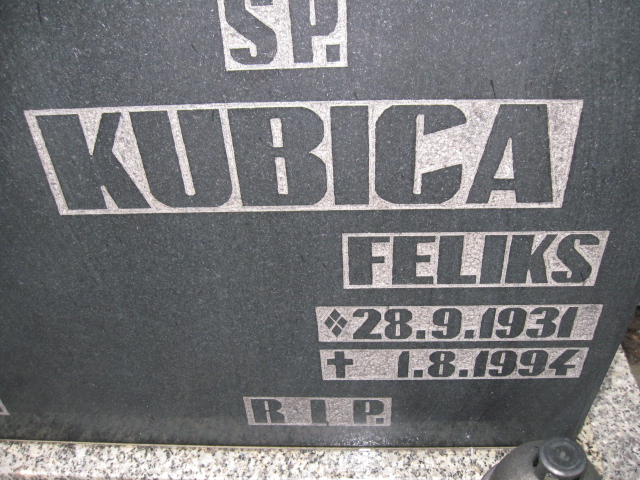 SP.
KUBICA
FELIKS
28.9.1931
✝ 1.8.1994
R I P.